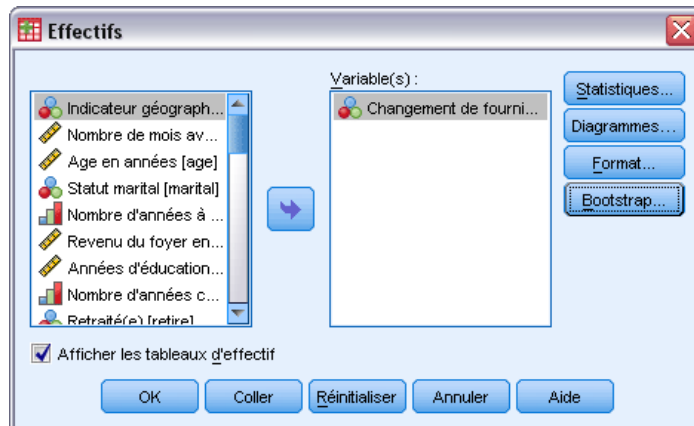 Effectifs
Variable(s) :
Indicateur géograph...
Nombre de mois av...
Age en années [age]
Statut marital [marital]
Nombre d'années à ...
Revenu du foyer en...
Années d'éducation...
Nombre d'années c...
Retraité(e) [retire]
Changement de fourni...
Statistiques...
Diagrammes...
Format...
Bootstrap...
Afficher les tableaux d'effectif
OK
Coller
Réinitialiser
Annuler
Aide